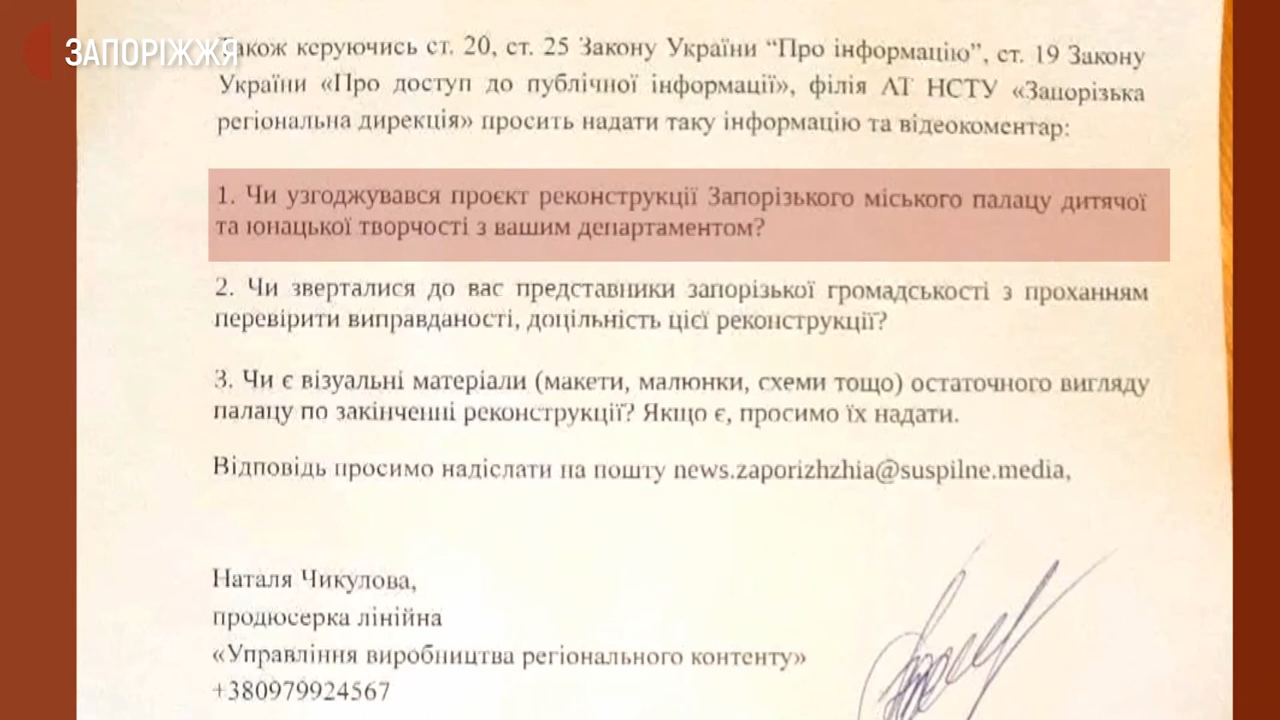 ЗАПОРІЖЖЯ
Також керуючись ст. 20, ст. 25 Закону України “Про інформацію”, ст. 19 Закону
України «Про доступ до публічної інформації», філія АТ НСТУ «Запорізька
регіональна дирекція» просить надати таку інформацію та відеокоментар:
1. Чи узгоджувався проєкт реконструкції Запорізького міського палацу дитячої
та юнацької творчості з вашим департаментом?
2. Чи зверталися до вас представники запорізької громадськості з проханням
перевірити виправданості, доцільність цієї реконструкції?
3. Чи є візуальні матеріали (макети, малюнки, схеми тощо) остаточного вигляду
палацу по закінченні реконструкції? Якщо є, просимо їх надати.
Відповідь просимо надіслати на пошту news.zaporizhzhia@suspilne.media,
Наталя Чикулова,
продюсерка лінійна
«Управління виробництва регіонального контенту»
+380979924567